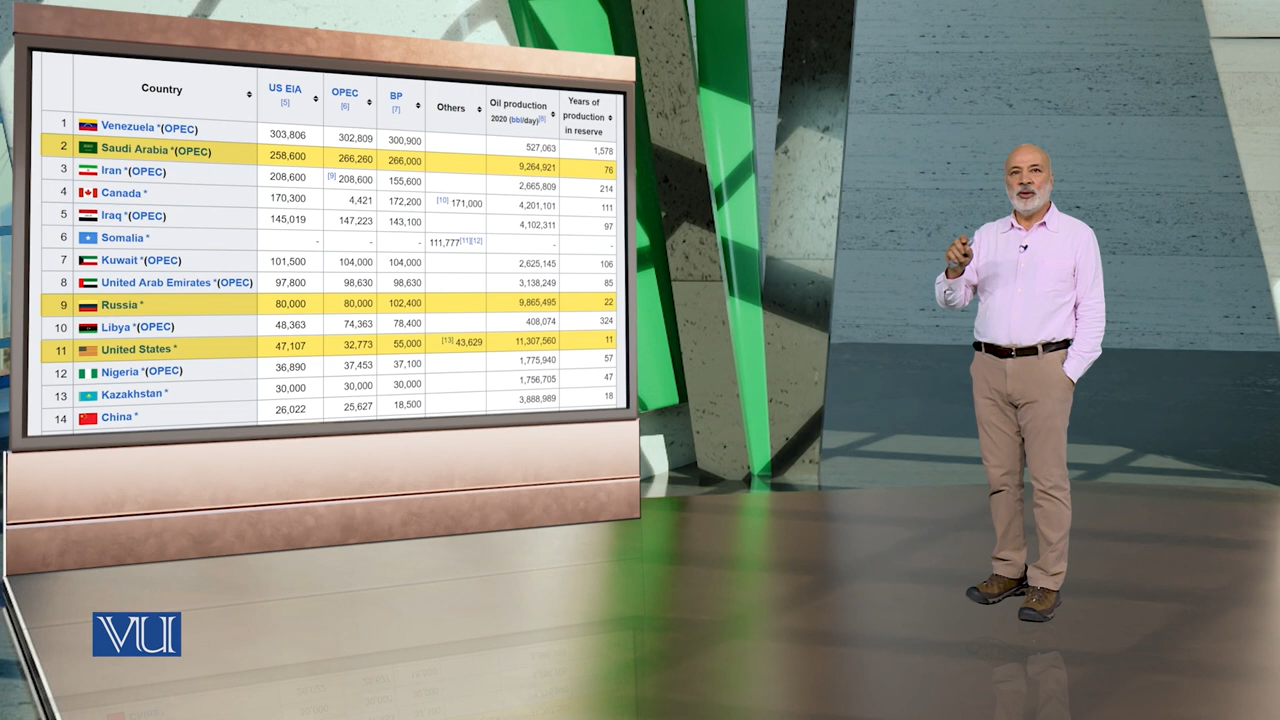 Country US EIA [5] OPEC [6] BP [7] Others Oil production 2020 (bbl/day)[8] Years of production in reserve
1 Venezuela *(OPEC) 303,806 302,809 300,900 527,063 1,578
2 Saudi Arabia *(OPEC) 258,600 266,260 266,000 9,264,921 76
3 Iran *(OPEC) 208,600 [9] 208,600 155,600 2,665,809 214
4 Canada * 170,300 4,421 172,200 [10] 171,000 4,201,101 111
5 Iraq *(OPEC) 145,019 147,223 143,100 4,102,311 97
6 Somalia * - - - 111,777[11][12] - -
7 Kuwait *(OPEC) 101,500 104,000 104,000 2,625,145 106
8 United Arab Emirates *(OPEC) 97,800 98,630 98,630 3,138,249 85
9 Russia * 80,000 80,000 102,400 9,865,495 22
10 Libya *(OPEC) 48,363 74,363 78,400 408,074 324
11 United States * 47,107 32,773 55,000 [13] 43,629 11,307,560 11
12 Nigeria *(OPEC) 36,890 37,453 37,100 1,775,940 57
13 Kazakhstan * 30,000 30,000 30,000 1,756,705 47
14 China * 26,022 25,627 18,500 3,888,989 18
VU